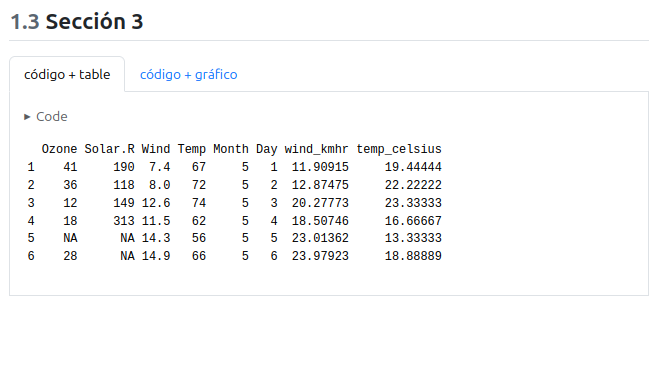 1.3 Sección 3
código + table código + gráfico
▸ Code
Ozone Solar.R Wind Temp Month Day wind_kmhr temp_celsius
1 41 190 7.4 67 5 1 11.90915 19.44444
2 36 118 8.0 72 5 2 12.87475 22.22222
3 12 149 12.6 74 5 3 20.27773 23.33333
4 18 313 11.5 62 5 4 18.50746 16.66667
5 NA NA 14.3 56 5 5 23.01362 13.33333
6 28 NA 14.9 66 5 6 23.97923 18.88889